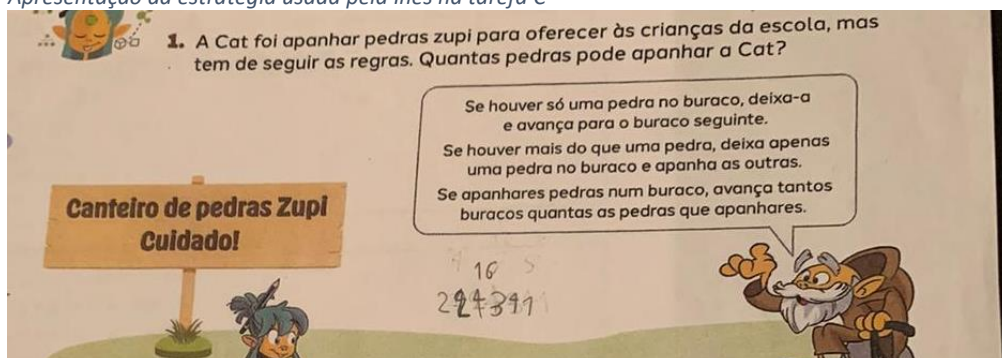 Apresentação da estratégia usada pela Inês na tarefa C
1. A Cat foi apanhar pedras zupi para oferecer às crianças da escola, mas
tem de seguir as regras. Quantas pedras pode apanhar a Cat?
Se houver só uma pedra no buraco, deixa-a
e avança para o buraco seguinte.
Se houver mais do que uma pedra, deixa apenas
uma pedra no buraco e apanha as outras.
Se apanhares pedras num buraco, avança tantos
buracos quantas as pedras que apanhares.
Canteiro de pedras Zupi
Cuidado!
16